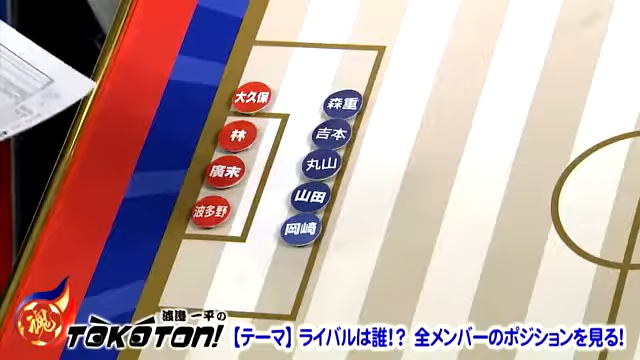 大久保
林
廣末
波多野
森重
吉本
丸山
山田
岡崎
魂
渡邉一平の
TOKOTON!
【テーマ】ライバルは誰!? 全メンバーのポジションを見る!